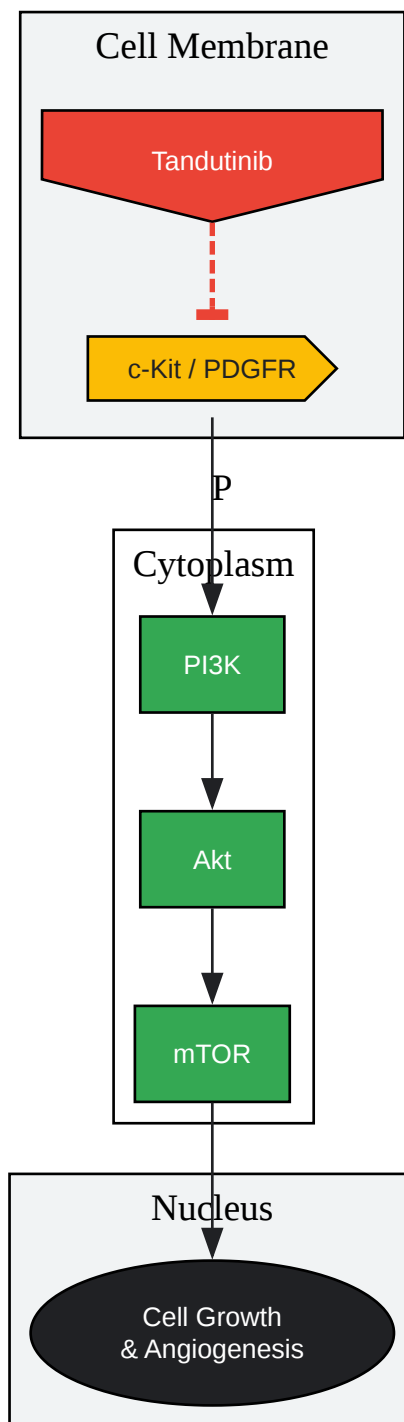 Cell Membrane
Tandutinib
c-Kit / PDGFR
P
Cytoplasm
PI3K
Akt
mTOR
Nucleus
Cell Growth
& Angiogenesis